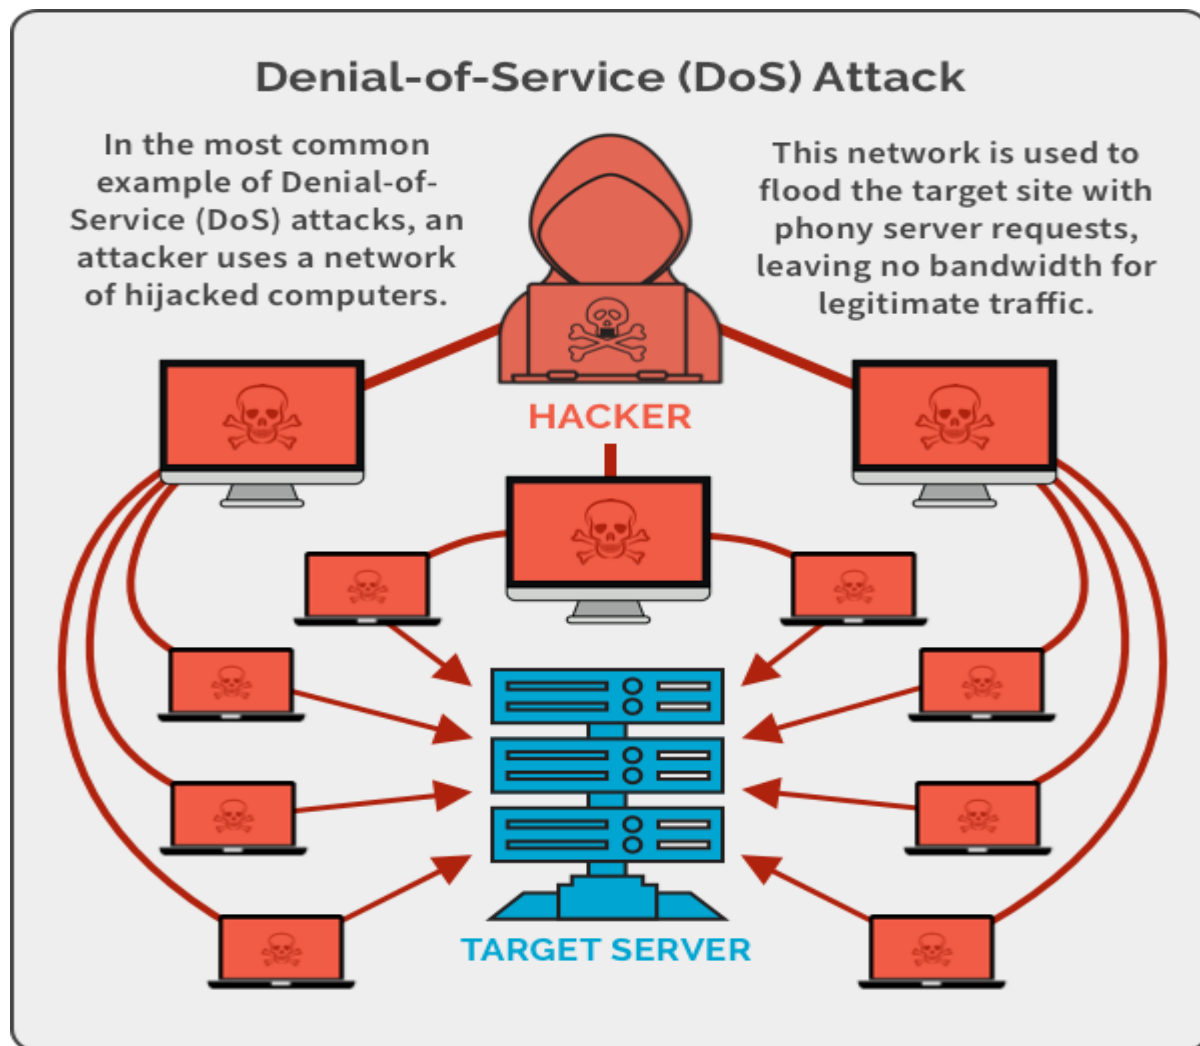 Denial-of-Service (DoS) Attack
In the most common
example of Denial-of-
Service (DoS) attacks, an
attacker uses a network
of hijacked computers.
This network is used to
flood the target site with
phony server requests,
leaving no bandwidth for
legitimate traffic.
HACKER
TARGET SERVER